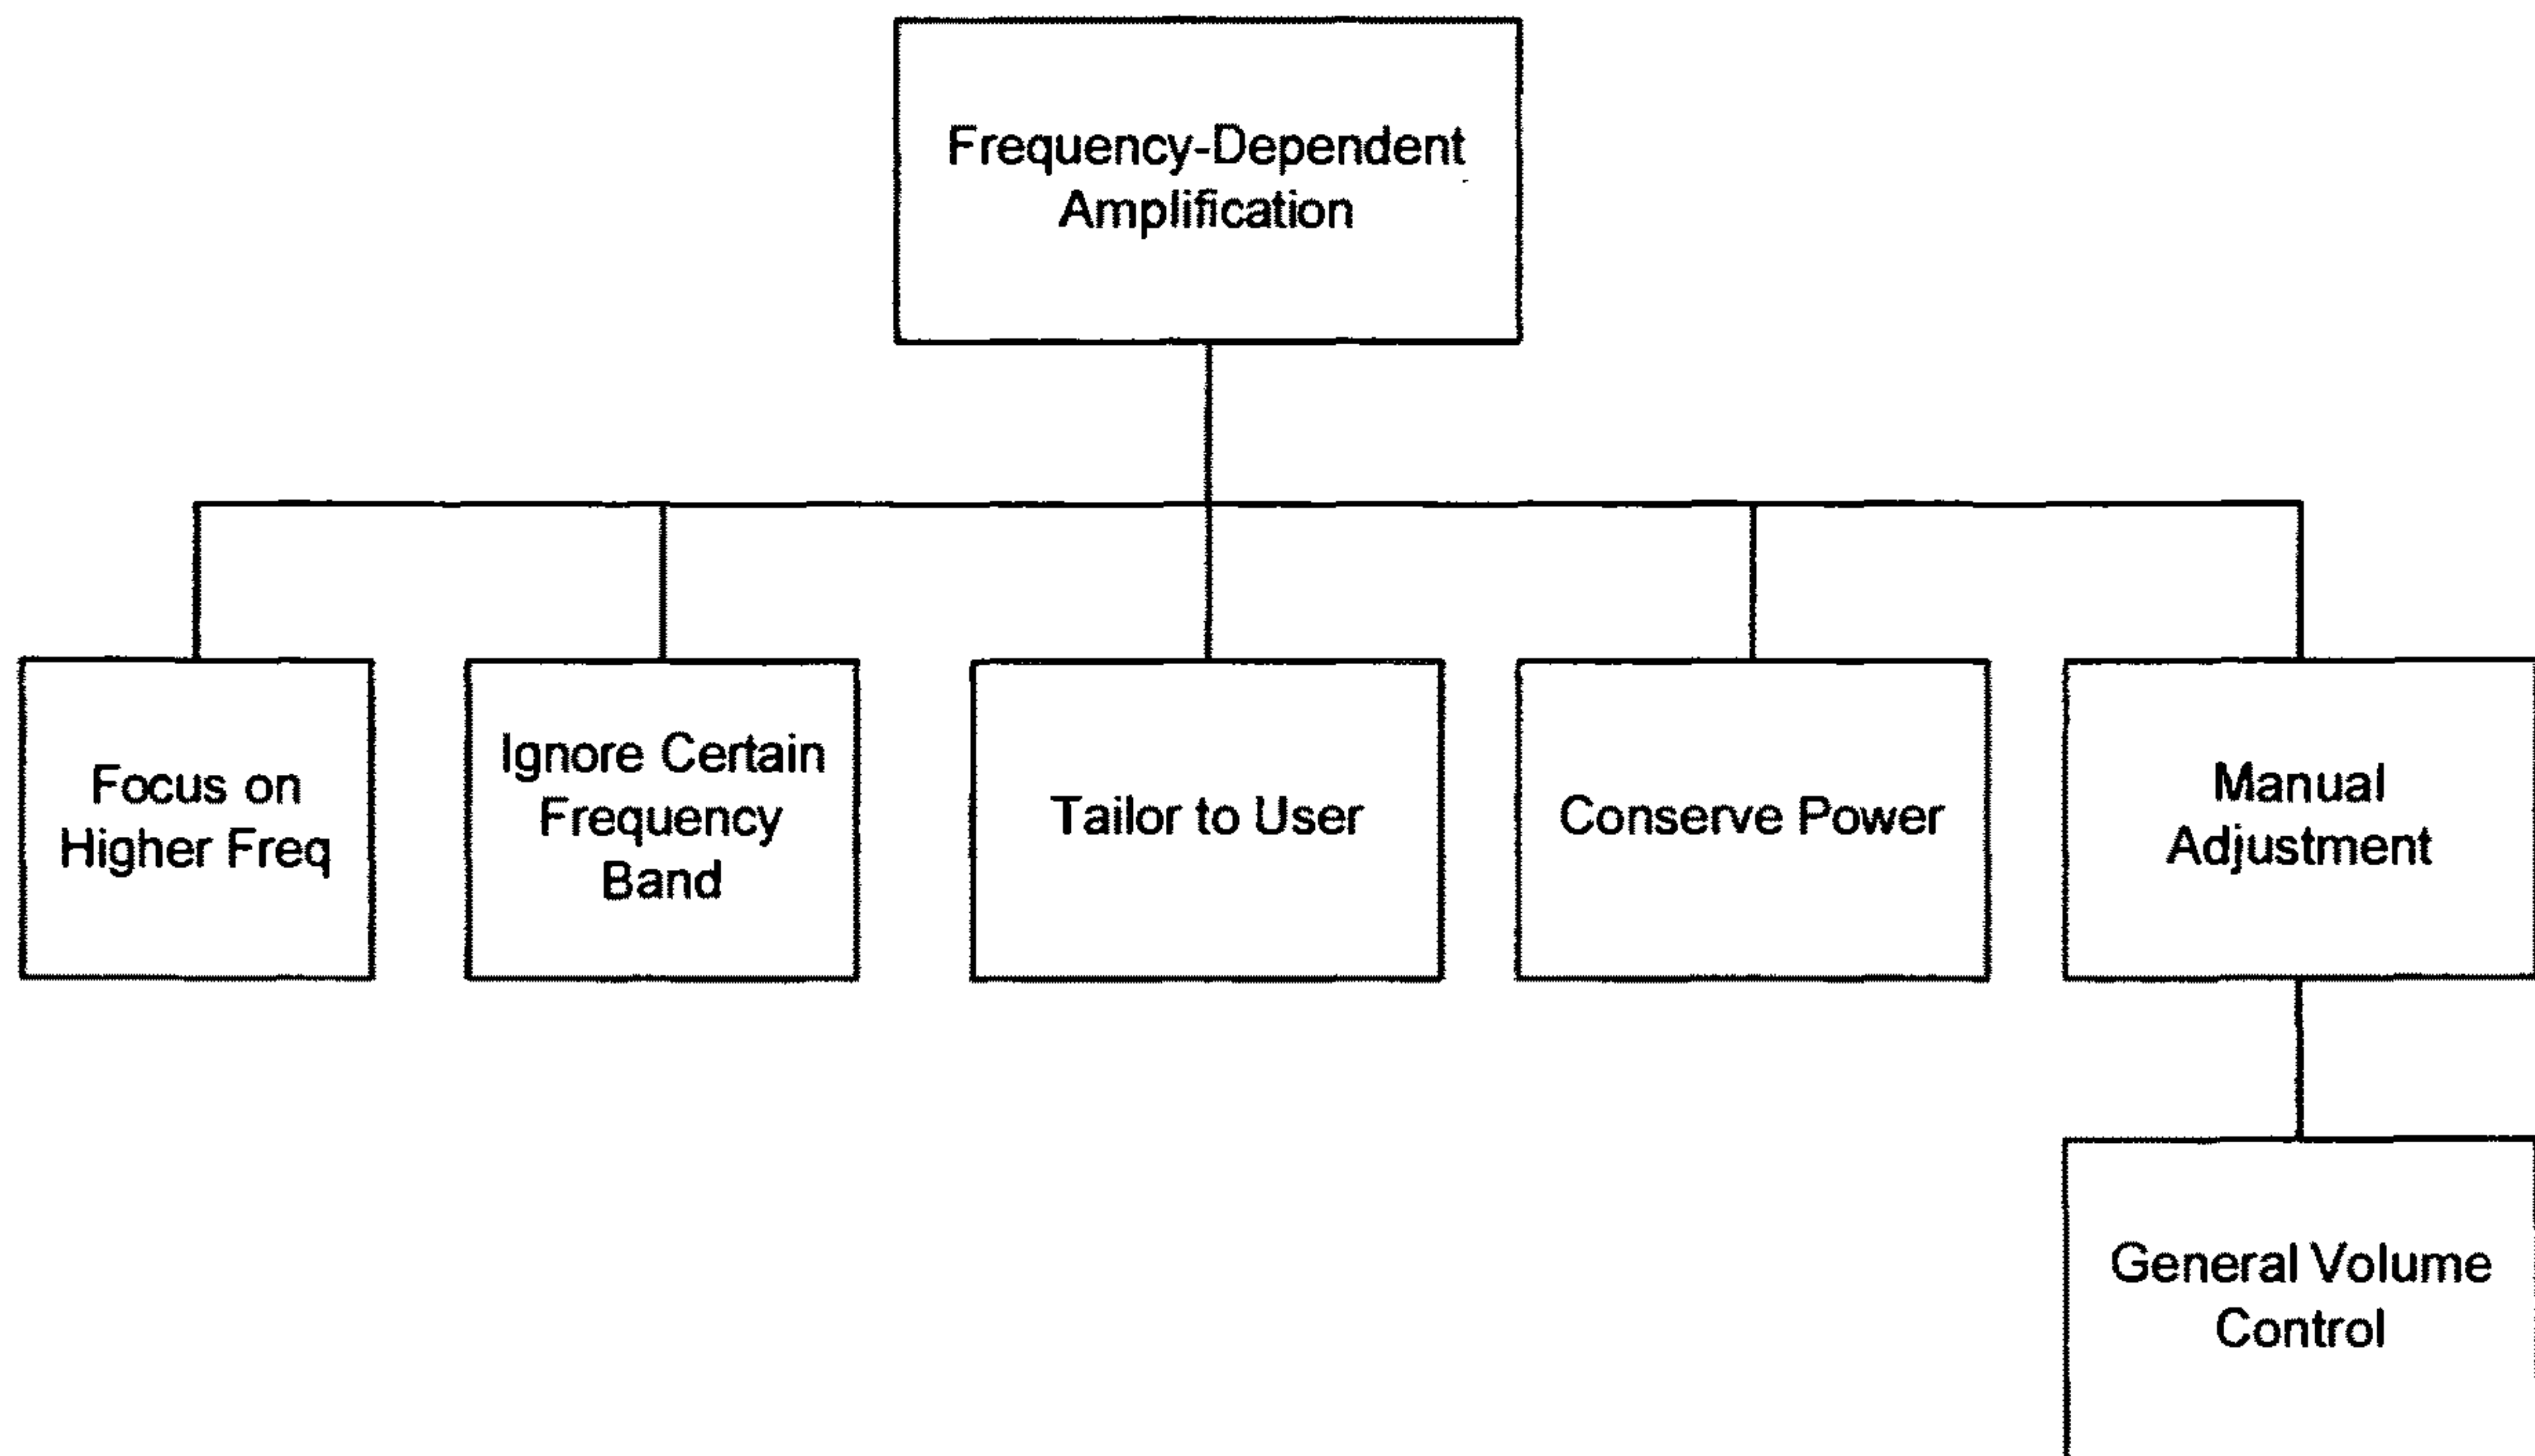 Frequency-Dependent
Amplification
Focus on
Higher Freq
Ignore Certain
Frequency
Band
Tailor to User
Conserve Power
Manual
Adjustment
General Volume
Control